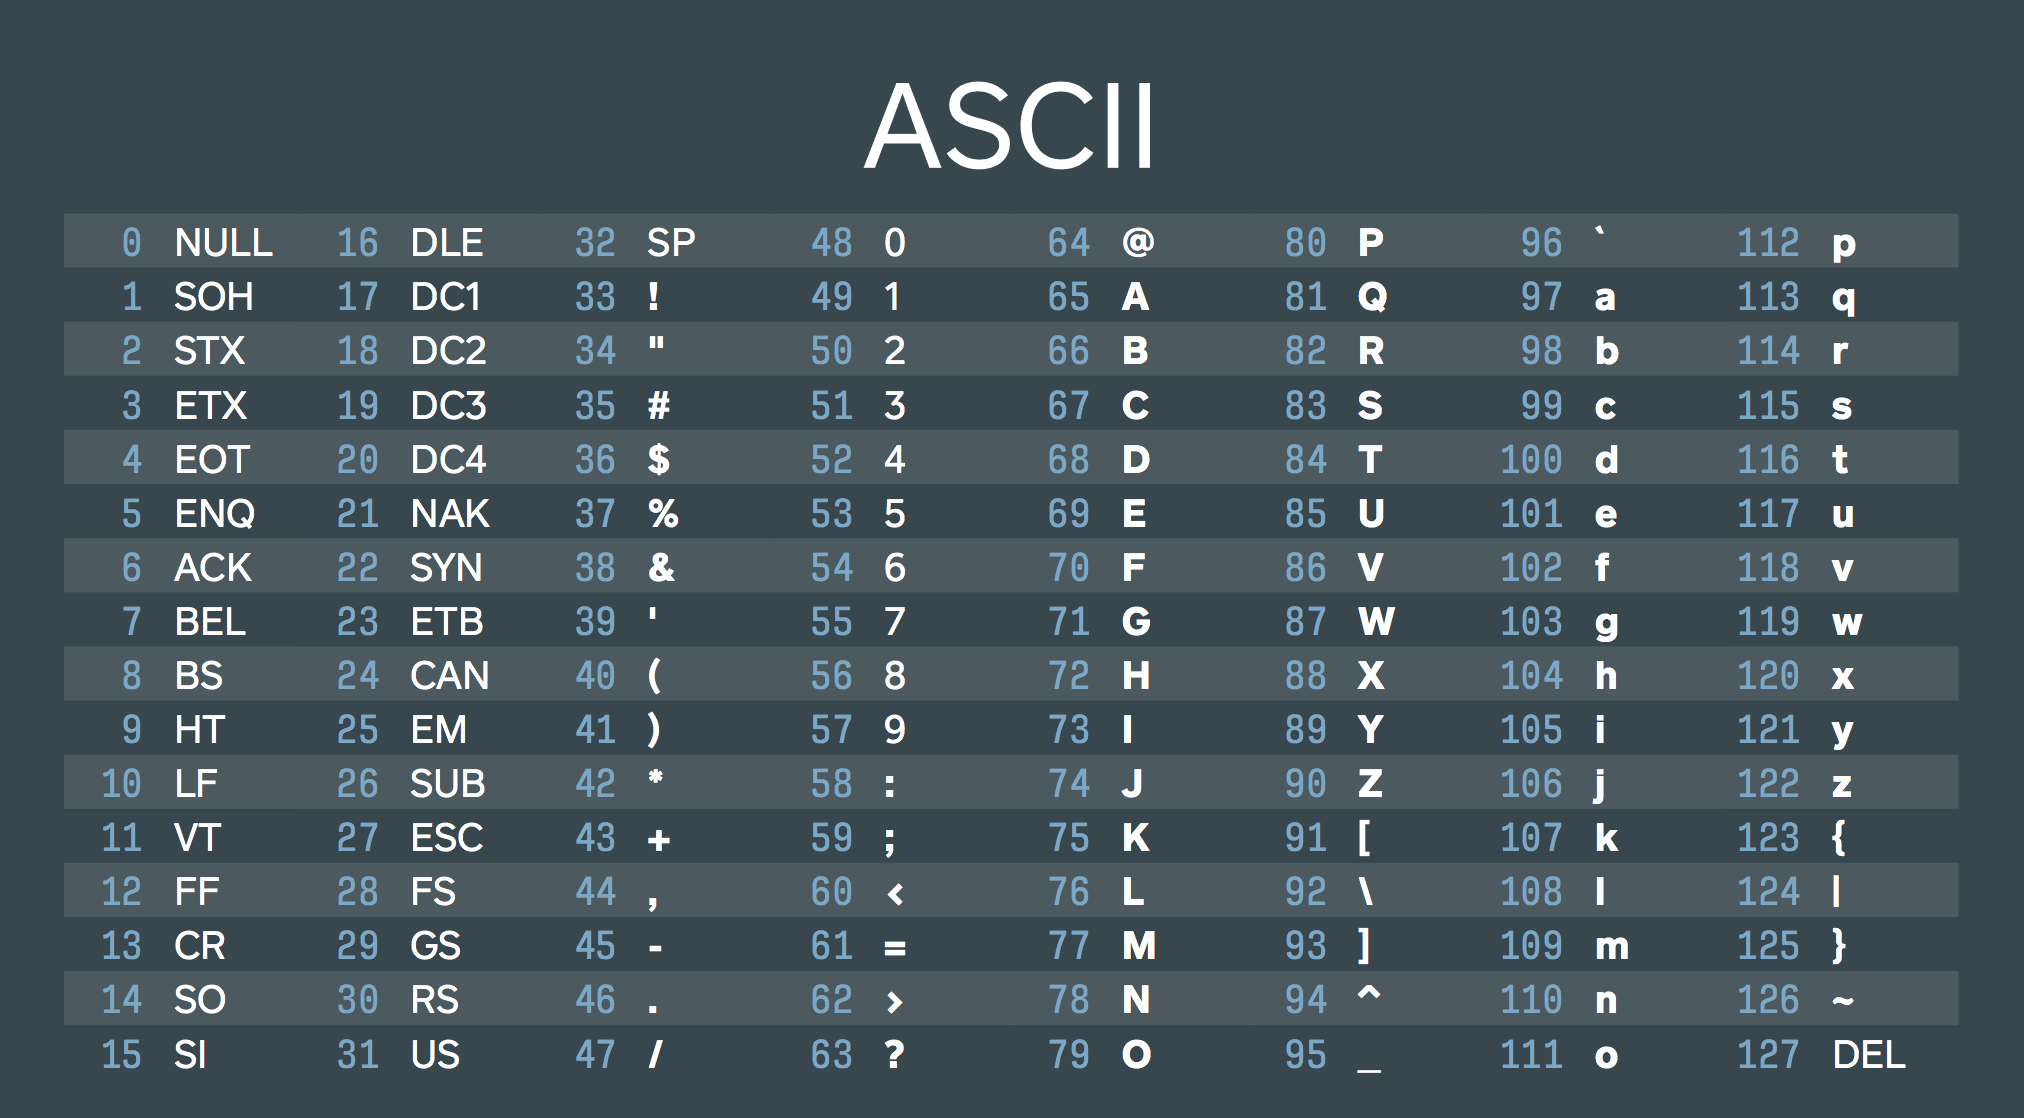 ASCII
0 NULL 16 DLE 32 SP 48 0 64 @ 80 P 96 ` 112 p
1 SOH 17 DC1 33 ! 49 1 65 A 81 Q 97 a 113 q
2 STX 18 DC2 34 " 50 2 66 B 82 R 98 b 114 r
3 ETX 19 DC3 35 # 51 3 67 C 83 S 99 c 115 s
4 EOT 20 DC4 36 $ 52 4 68 D 84 T 100 d 116 t
5 ENQ 21 NAK 37 % 53 5 69 E 85 U 101 e 117 u
6 ACK 22 SYN 38 & 54 6 70 F 86 V 102 f 118 v
7 BEL 23 ETB 39 ' 55 7 71 G 87 W 103 g 119 w
8 BS 24 CAN 40 ( 56 8 72 H 88 X 104 h 120 x
9 HT 25 EM 41 ) 57 9 73 I 89 Y 105 i 121 y
10 LF 26 SUB 42 * 58 : 74 J 90 Z 106 j 122 z
11 VT 27 ESC 43 + 59 ; 75 K 91 [ 107 k 123 {
12 FF 28 FS 44 , 60 < 76 L 92 \ 108 l 124 |
13 CR 29 GS 45 - 61 = 77 M 93 ] 109 m 125 }
14 SO 30 RS 46 . 62 > 78 N 94 ^ 110 n 126 ~
15 SI 31 US 47 / 63 ? 79 O 95 _ 111 o 127 DEL